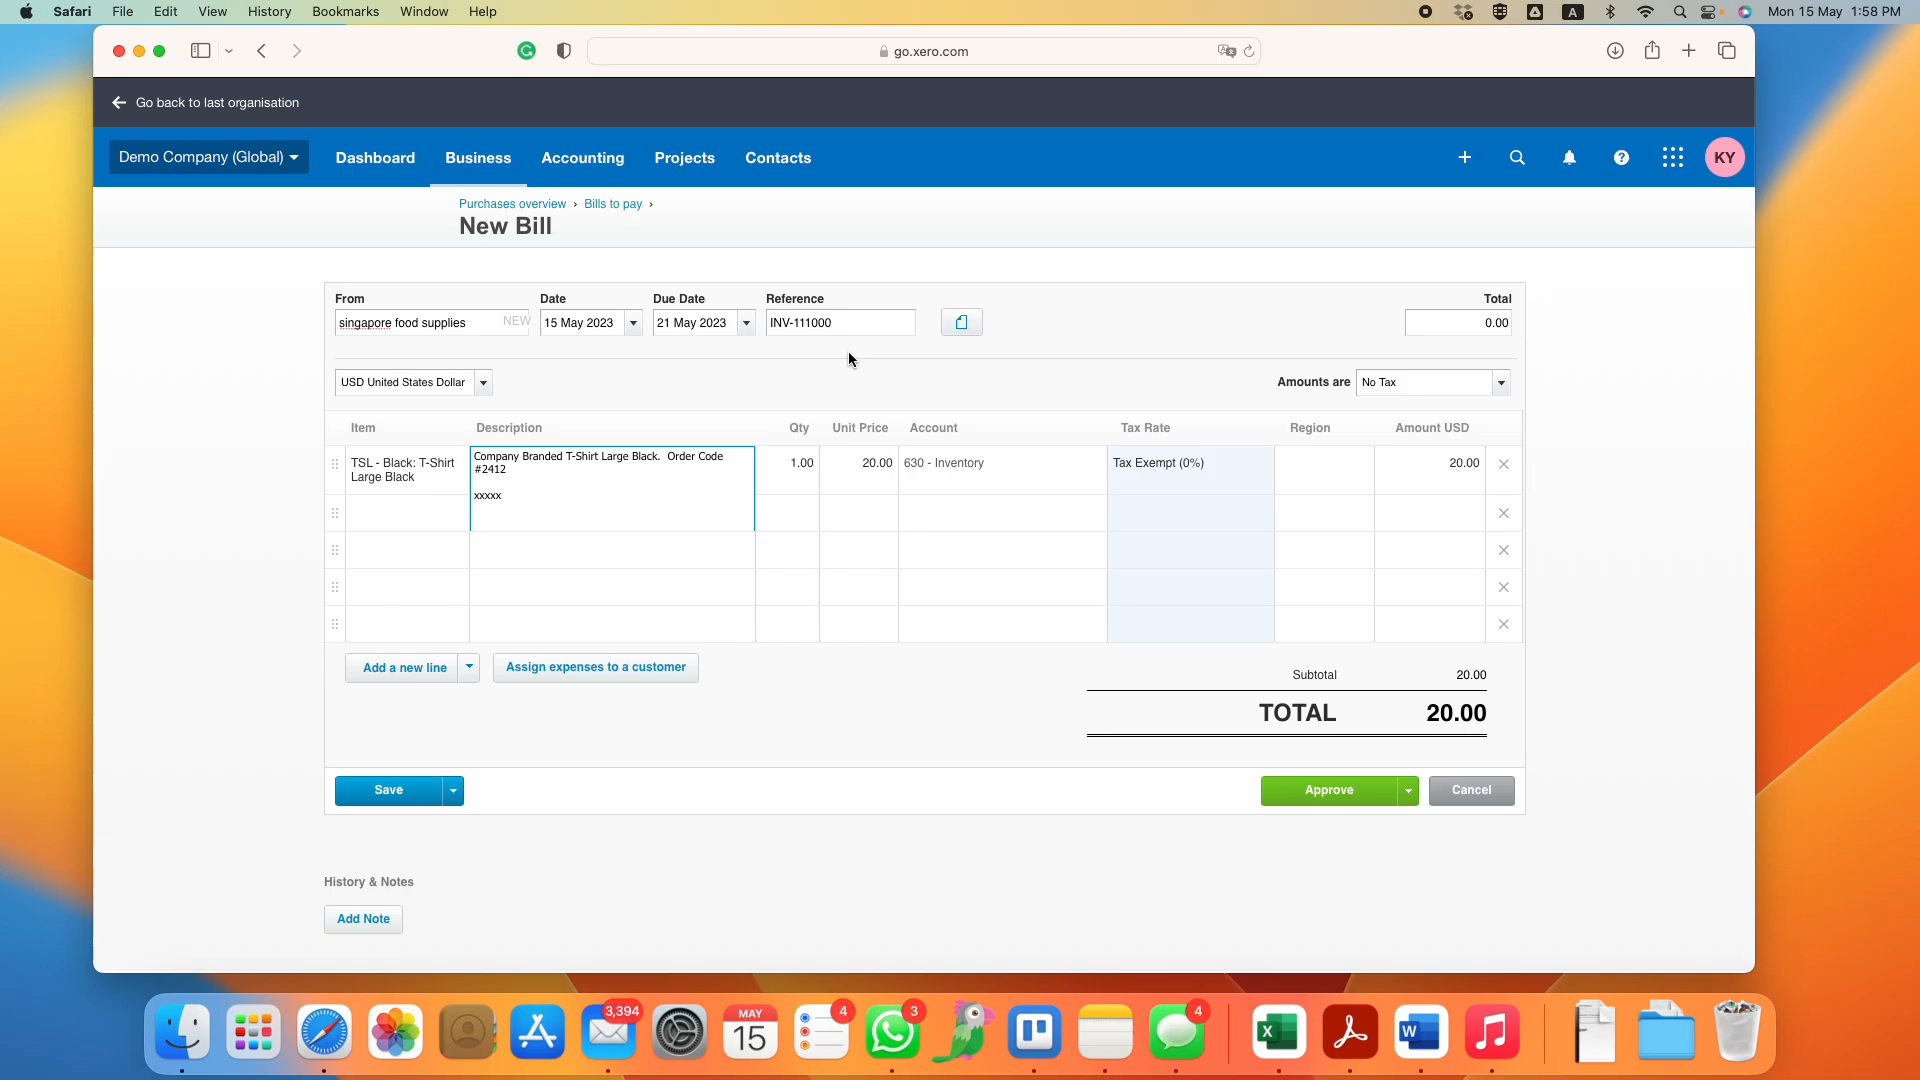 Safari File Edit View History Bookmarks Window Help A Mon 15 May 1:58 PM
go.xero.com
Go back to last organisation
Demo Company (Global) Dashboard Business Accounting Projects Contacts KY
Purchases overview › Bills to pay ›
New Bill
From Date Due Date Reference Total
singapore food supplies NEW 15 May 2023 21 May 2023 INV-111000 0.00
USD United States Dollar Amounts are No Tax
Item Description Qty Unit Price Account Tax Rate Region Amount USD
TSL - Black: T-Shirt Large Black Company Branded T-Shirt Large Black. Order Code #2412 1.00 20.00 630 - Inventory Tax Exempt (0%) 20.00
xxxxx
Add a new line Assign expenses to a customer
Subtotal 20.00
TOTAL 20.00
Save Approve Cancel
History & Notes
Add Note
3,394 MAY 4 3 4
15 X W